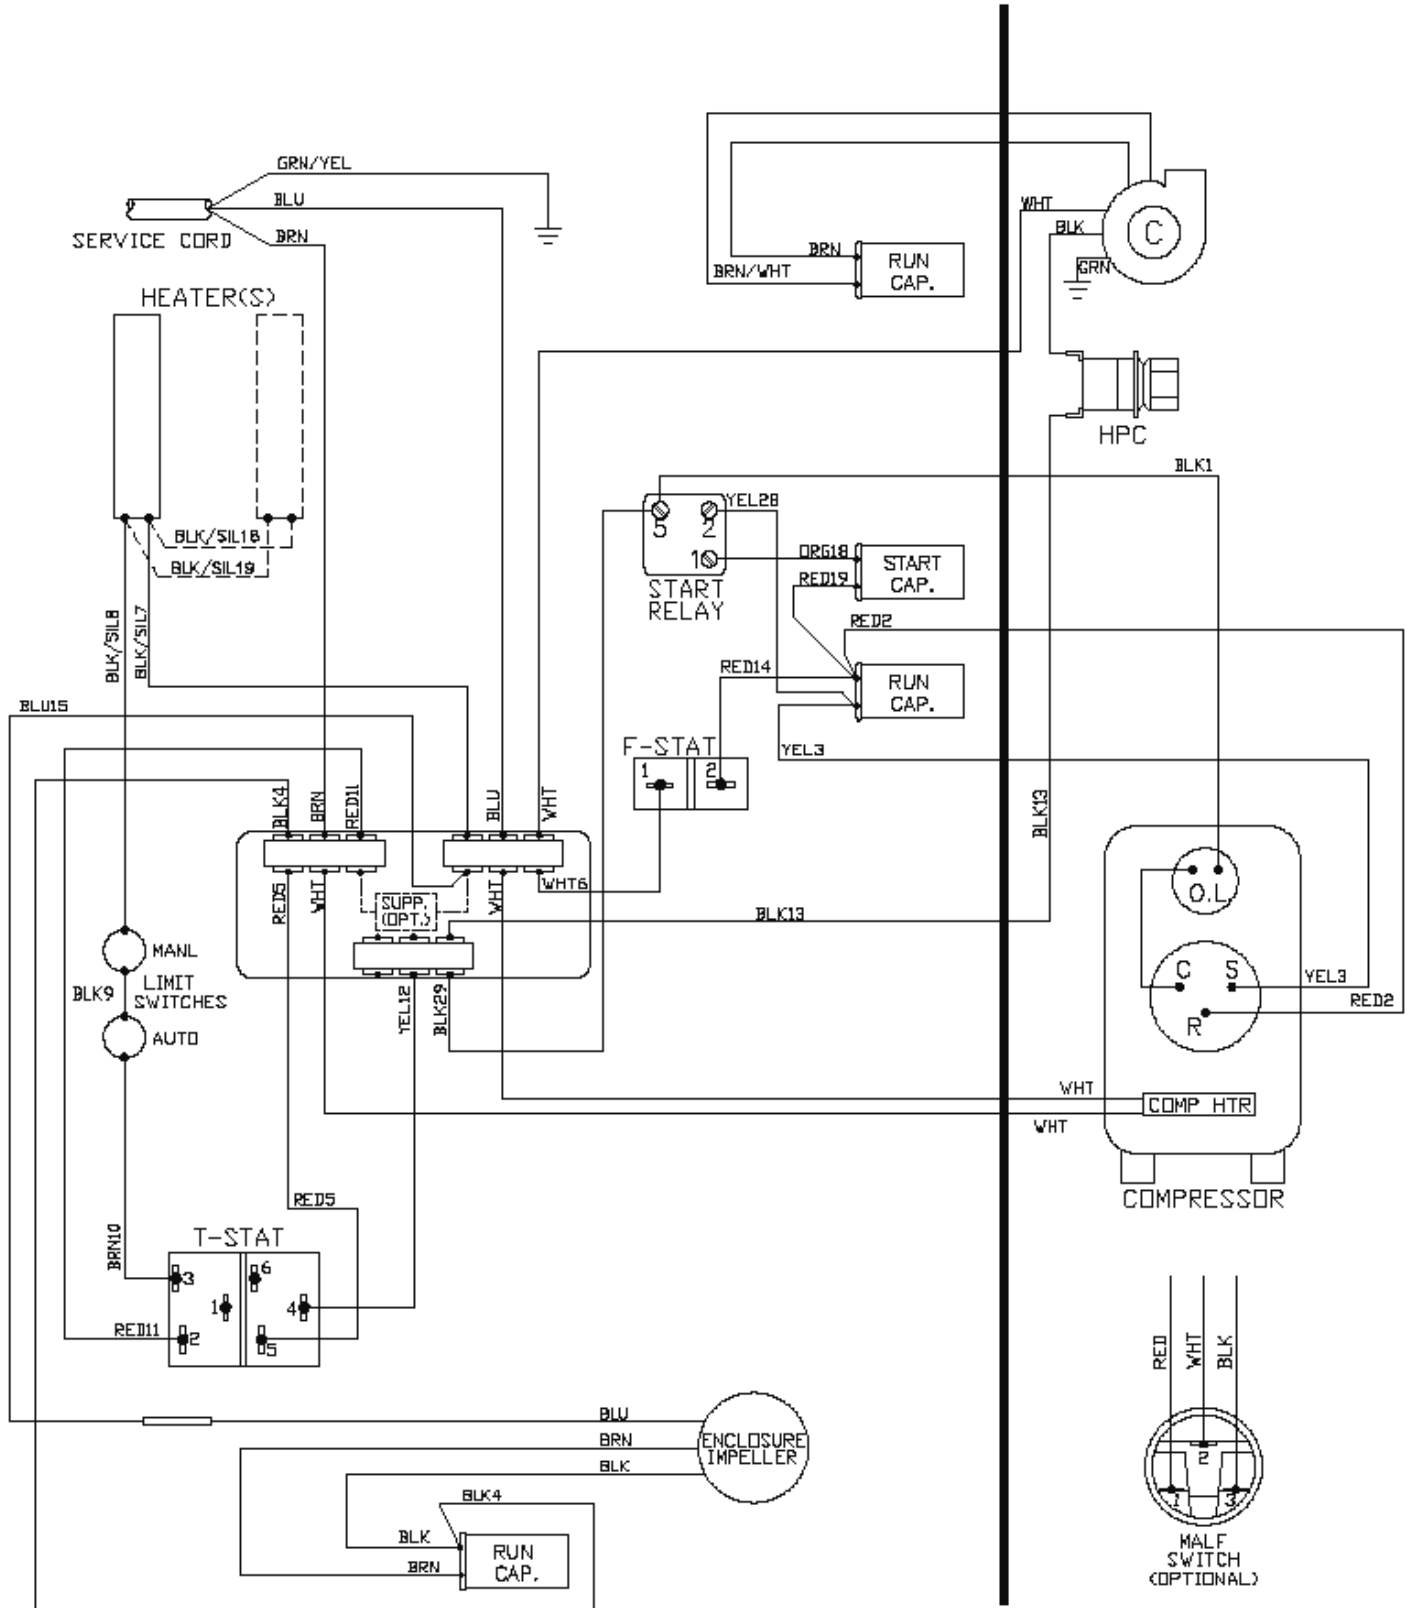 GRN/YEL
BLU
SERVICE CORD
BRN
HEATER(S)
BRN
BRN/WHT
RUN
CAP.
WHT
BLK
C
GRN
HPC
BLK1
BLK/SIL18
BLK/SIL19
5
2
YEL28
1
START
RELAY
ORG18
RED19
START
CAP.
RED2
BLK/SIL8
BLK/SIL7
RED14
RUN
CAP.
BLU15
F-STAT
1
2
YEL3
BLK4
BRN
RED11
BLU
WHT
BLK13
RED5
WHT
SUPP.
(OPT.)
WHT
WHT6
BLK13
O.L
MANL
LIMIT
SWITCHES
BLK9
AUTO
YEL12
BLK29
C
S
R
YEL3
RED2
WHT
COMP HTR
WHT
COMPRESSOR
RED5
BRN10
T-STAT
3
6
1
4
RED11
2
5
RED
WHT
BLK
BLU
BRN
BLK
ENCLOSURE
IMPELLER
BLK4
BLK
BRN
RUN
CAP.
2
1
3
MALF
SWITCH
(OPTIONAL)